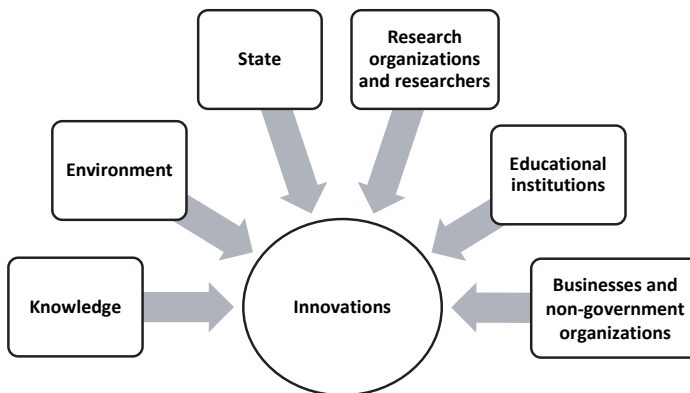 State
Research
organizations
and researchers
Environment
Educational
institutions
Knowledge
Innovations
Businesses and
non-government
organizations